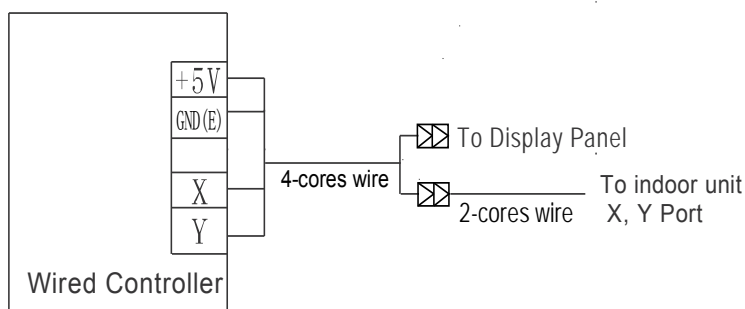 +5V
GND(E)
X
Y
Wired Controller
4-cores wire
To Display Panel
2-cores wire
To indoor unit
X, Y Port